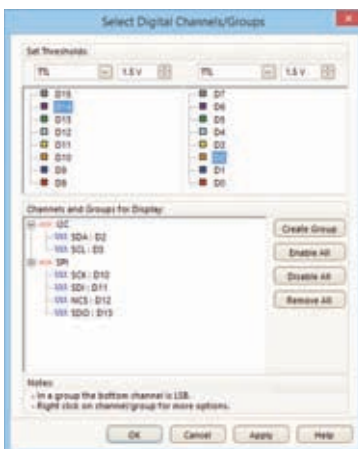 Select Digital Channels/Groups
Set Thresholds
TTL 1.5 V TTL 1.5 V
D15 D7
D14 D6
D13 D5
D12 D4
D11 D3
D10 D2
D9 D1
D8 D0
Channels and Groups for Display:
I2C
SDA : D2
SCL : D3
SPI
SCK : D10
SDI : D11
NCS : D12
SDO : D13
Create Group
Enable All
Disable All
Remove All
Notes:
- In a group the bottom channel is LSB.
- Right click on channel/group for more options.
OK Cancel Apply Help